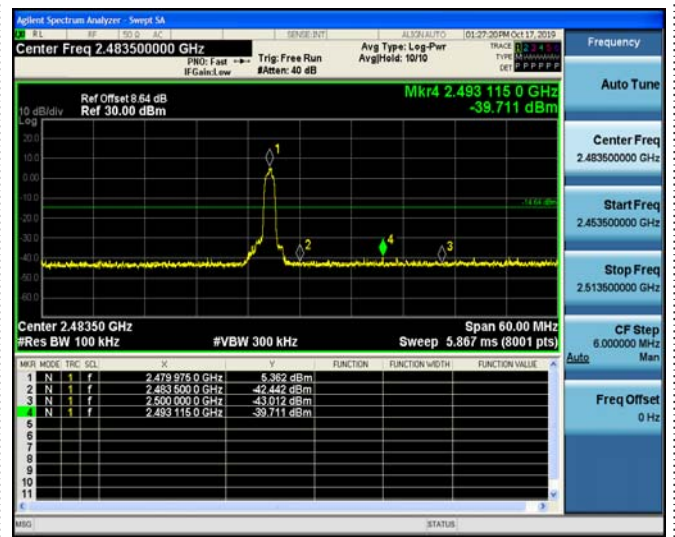 Agilent Spectrum Analyzer - Swept SA
RL RF 50 Ω AC SENSE:INT ALIGN AUTO 01:27:20 PM Oct 17, 2019
Center Freq 2.483500000 GHz
PNO: Fast
IFGain:Low
Trig: Free Run
#Atten: 40 dB
Avg Type: Log-Pwr
Avg|Hold: 10/10
TRACE 1 2 3 4 5 6
TYPE
DET P P P P P P
Ref Offset 8.64 dB
Ref 30.00 dBm
10 dB/div
Log
Mkr4 2.493 115 0 GHz
-39.711 dBm
20.0
0.00
-10.0
-20.0
-30.0
-40.0
-50.0
-60.0
1
2
4
3
-14.64 dBm
Center 2.48350 GHz
#Res BW 100 kHz
#VBW 300 kHz
Span 60.00 MHz
Sweep 5.867 ms (8001 pts)
MKR MODE TRC SCL X Y FUNCTION FUNCTION WIDTH FUNCTION VALUE
1 N 1 f 2.479 975 0 GHz 5.362 dBm
2 N 1 f 2.483 500 0 GHz -42.442 dBm
3 N 1 f 2.500 000 0 GHz -43.012 dBm
4 N 1 f 2.493 115 0 GHz -39.711 dBm
5
6
7
8
9
10
11
MSG
STATUS
Frequency
Auto Tune
Center Freq
2.483500000 GHz
Start Freq
2.453500000 GHz
Stop Freq
2.513500000 GHz
CF Step
6.000000 MHz
Auto Man
Freq Offset
0 Hz